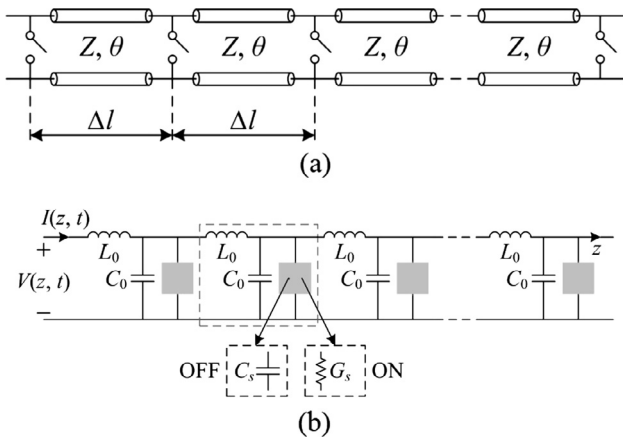 Z, θ Z, θ Z, θ Z, θ
Δl Δl
(a)
I(z, t)
+ L₀ L₀ L₀ L₀ z
V(z, t) C₀ C₀ C₀ C₀
−
OFF Cₛ Gₛ ON
(b)